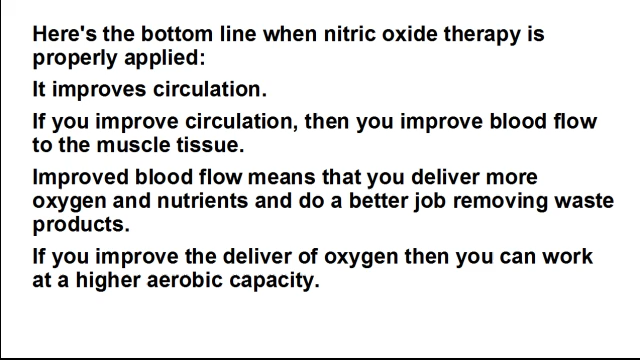 Here's the bottom line when nitric oxide therapy is
properly applied:
It improves circulation.
If you improve circulation, then you improve blood flow
to the muscle tissue.
Improved blood flow means that you deliver more
oxygen and nutrients and do a better job removing waste
products.
If you improve the deliver of oxygen then you can work
at a higher aerobic capacity.